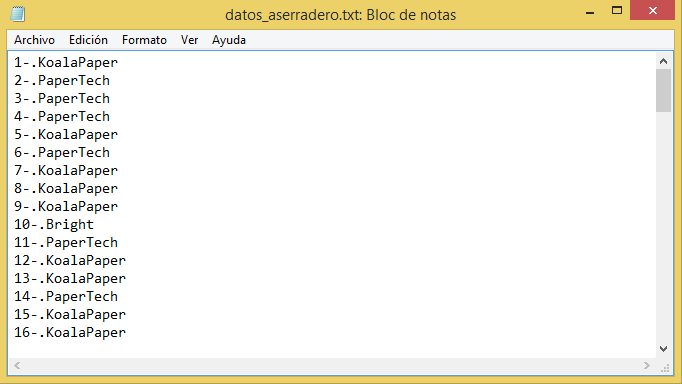 datos_aserradero.txt: Bloc de notas
Archivo Edición Formato Ver Ayuda
1-.KoalaPaper
2-.PaperTech
3-.PaperTech
4-.PaperTech
5-.KoalaPaper
6-.PaperTech
7-.KoalaPaper
8-.KoalaPaper
9-.KoalaPaper
10-.Bright
11-.PaperTech
12-.KoalaPaper
13-.KoalaPaper
14-.PaperTech
15-.KoalaPaper
16-.KoalaPaper